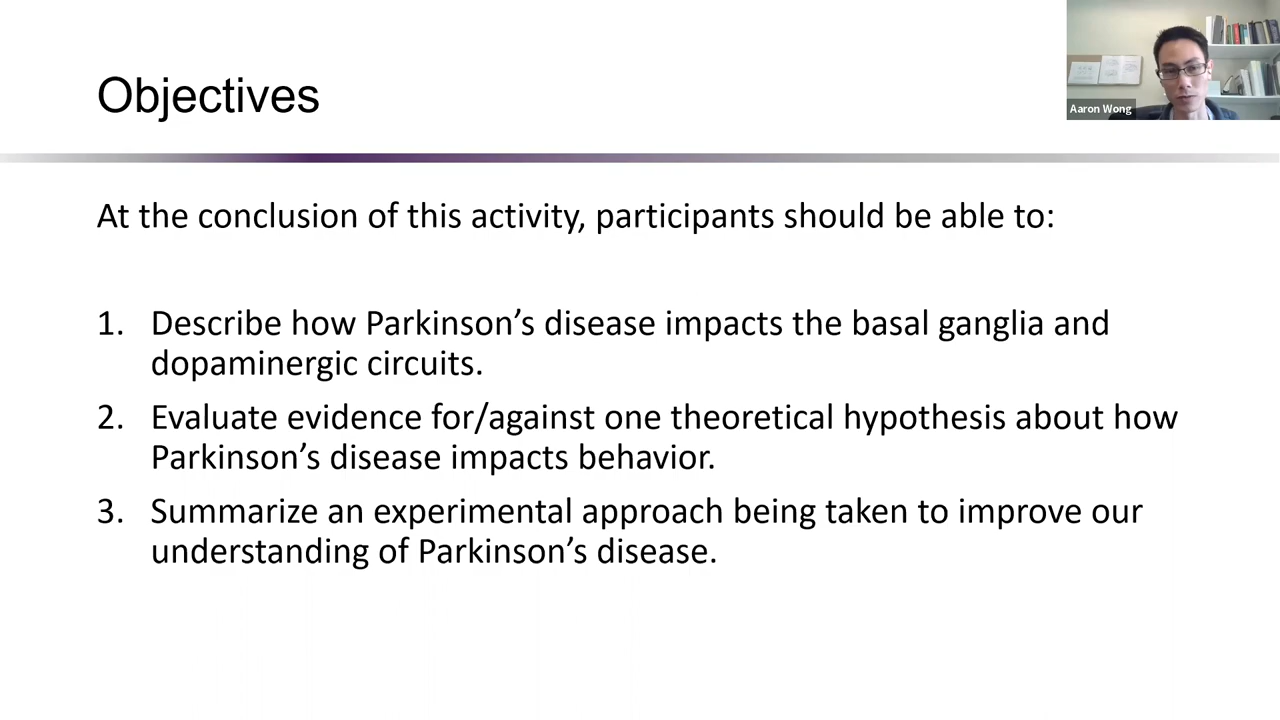 Objectives
Aaron Wong
At the conclusion of this activity, participants should be able to:
1. Describe how Parkinson’s disease impacts the basal ganglia and
dopaminergic circuits.
2. Evaluate evidence for/against one theoretical hypothesis about how
Parkinson’s disease impacts behavior.
3. Summarize an experimental approach being taken to improve our
understanding of Parkinson’s disease.